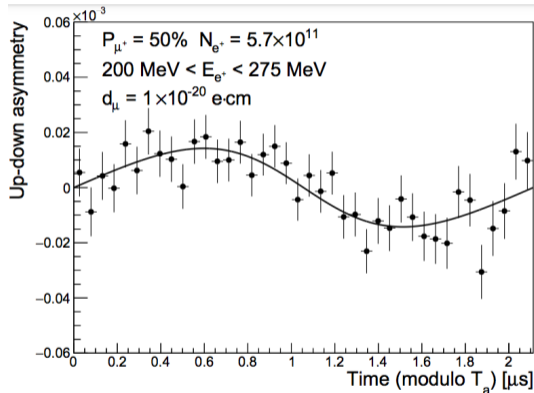 ×10³
0.06
0.04
0.02
0
−0.02
−0.04
−0.06
Up-down asymmetry
P_μ⁺ = 50% N_e⁺ = 5.7×10¹¹
200 MeV < E_e⁺ < 275 MeV
d_μ = 1×10⁻²⁰ e·cm
0 0.2 0.4 0.6 0.8 1 1.2 1.4 1.6 1.8 2
Time (modulo T_a) [μs]